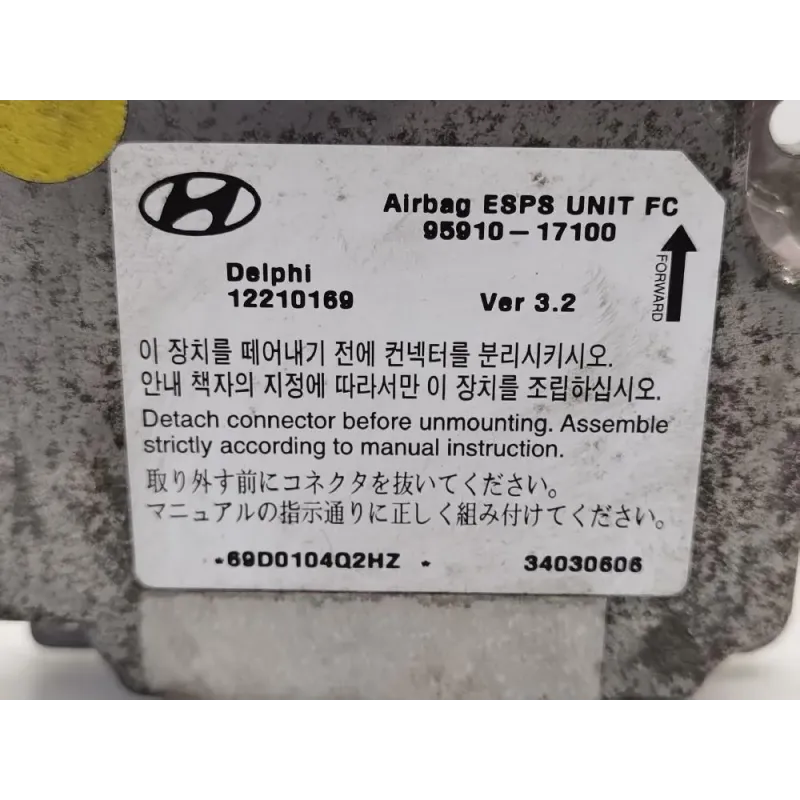 Airbag ESPS UNIT FC
95910-17100
FORWARD
Delphi
12210169
Ver 3.2
이 장치를 떼어내기 전에 컨넥터를 분리시키시오.
안내 책자의 지정에 따라서만 이 장치를 조립하십시오.
Detach connector before unmounting. Assemble
strictly according to manual instruction.
取り外す前にコネクタを抜いてください。
マニュアルの指示通りに正しく組み付けてください。
*69D0104Q2HZ *
34030606